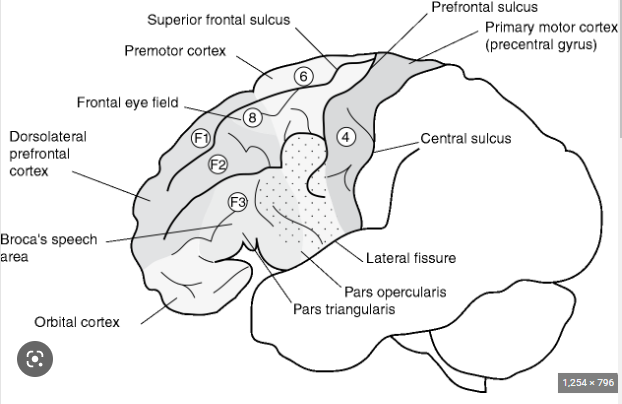 Prefrontal sulcus
Superior frontal sulcus
Primary motor cortex
(precentral gyrus)
Premotor cortex
6
Frontal eye field
8
F1
4
Dorsolateral
prefrontal
cortex
Central sulcus
F2
F3
Broca's speech
area
Lateral fissure
Pars opercularis
Pars triangularis
Orbital cortex
1,254 × 796